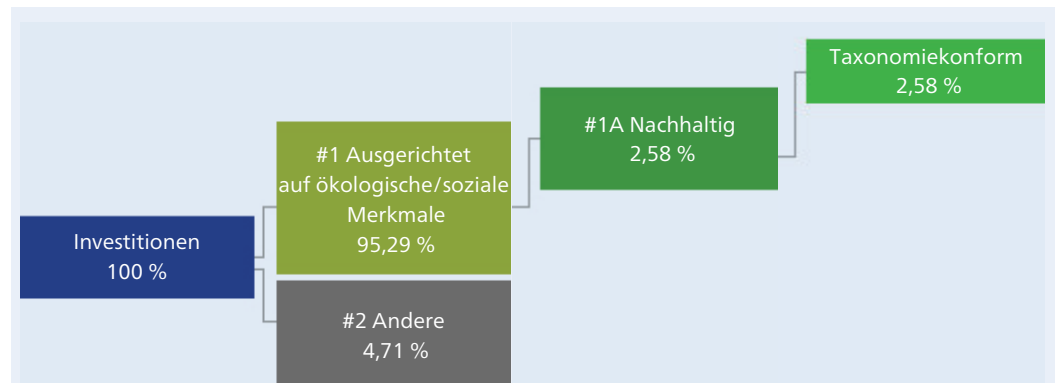 Investitionen
100 %
#1 Ausgerichtet
auf ökologische/soziale
Merkmale
95,29 %
#2 Andere
4,71 %
#1A Nachhaltig
2,58 %
Taxonomiekonform
2,58 %